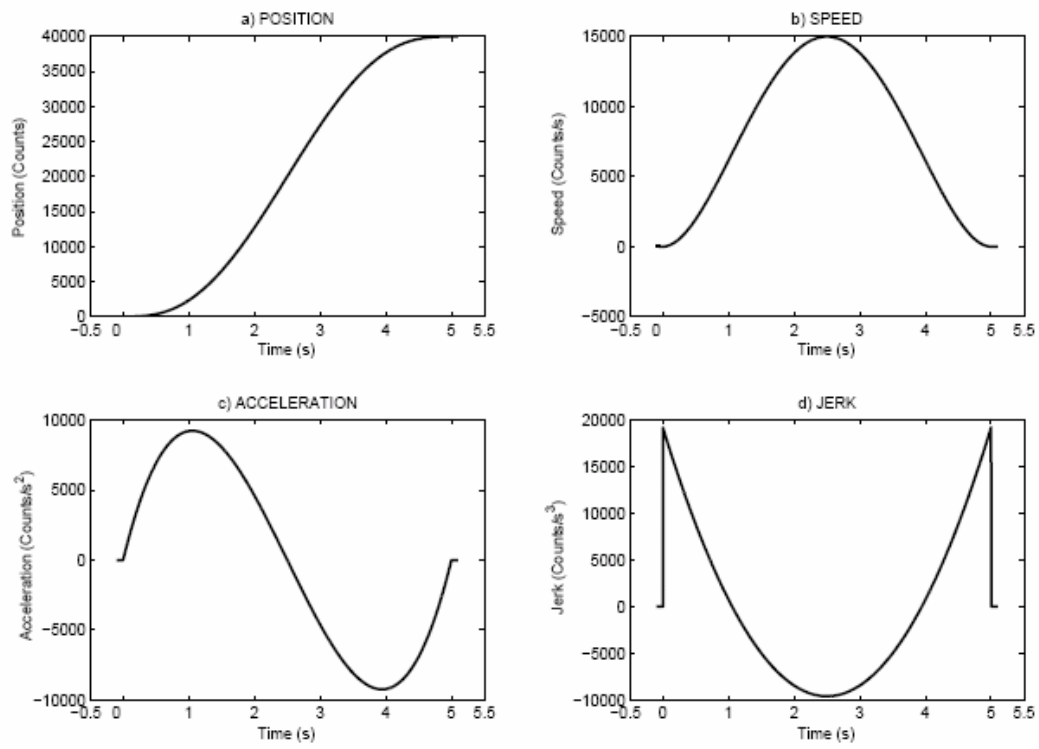 a) POSITION
40000
35000
30000
25000
20000
15000
10000
5000
0
Position (Counts)
−0.5 0 1 2 3 4 5 5.5
Time (s)
b) SPEED
15000
10000
5000
0
−5000
Speed (Counts/s)
−0.5 0 1 2 3 4 5 5.5
Time (s)
c) ACCELERATION
10000
5000
0
−5000
−10000
Acceleration (Counts/s²)
−0.5 0 1 2 3 4 5 5.5
Time (s)
d) JERK
20000
15000
10000
5000
0
−5000
−10000
Jerk (Counts/s³)
−0.5 0 1 2 3 4 5 5.5
Time (s)